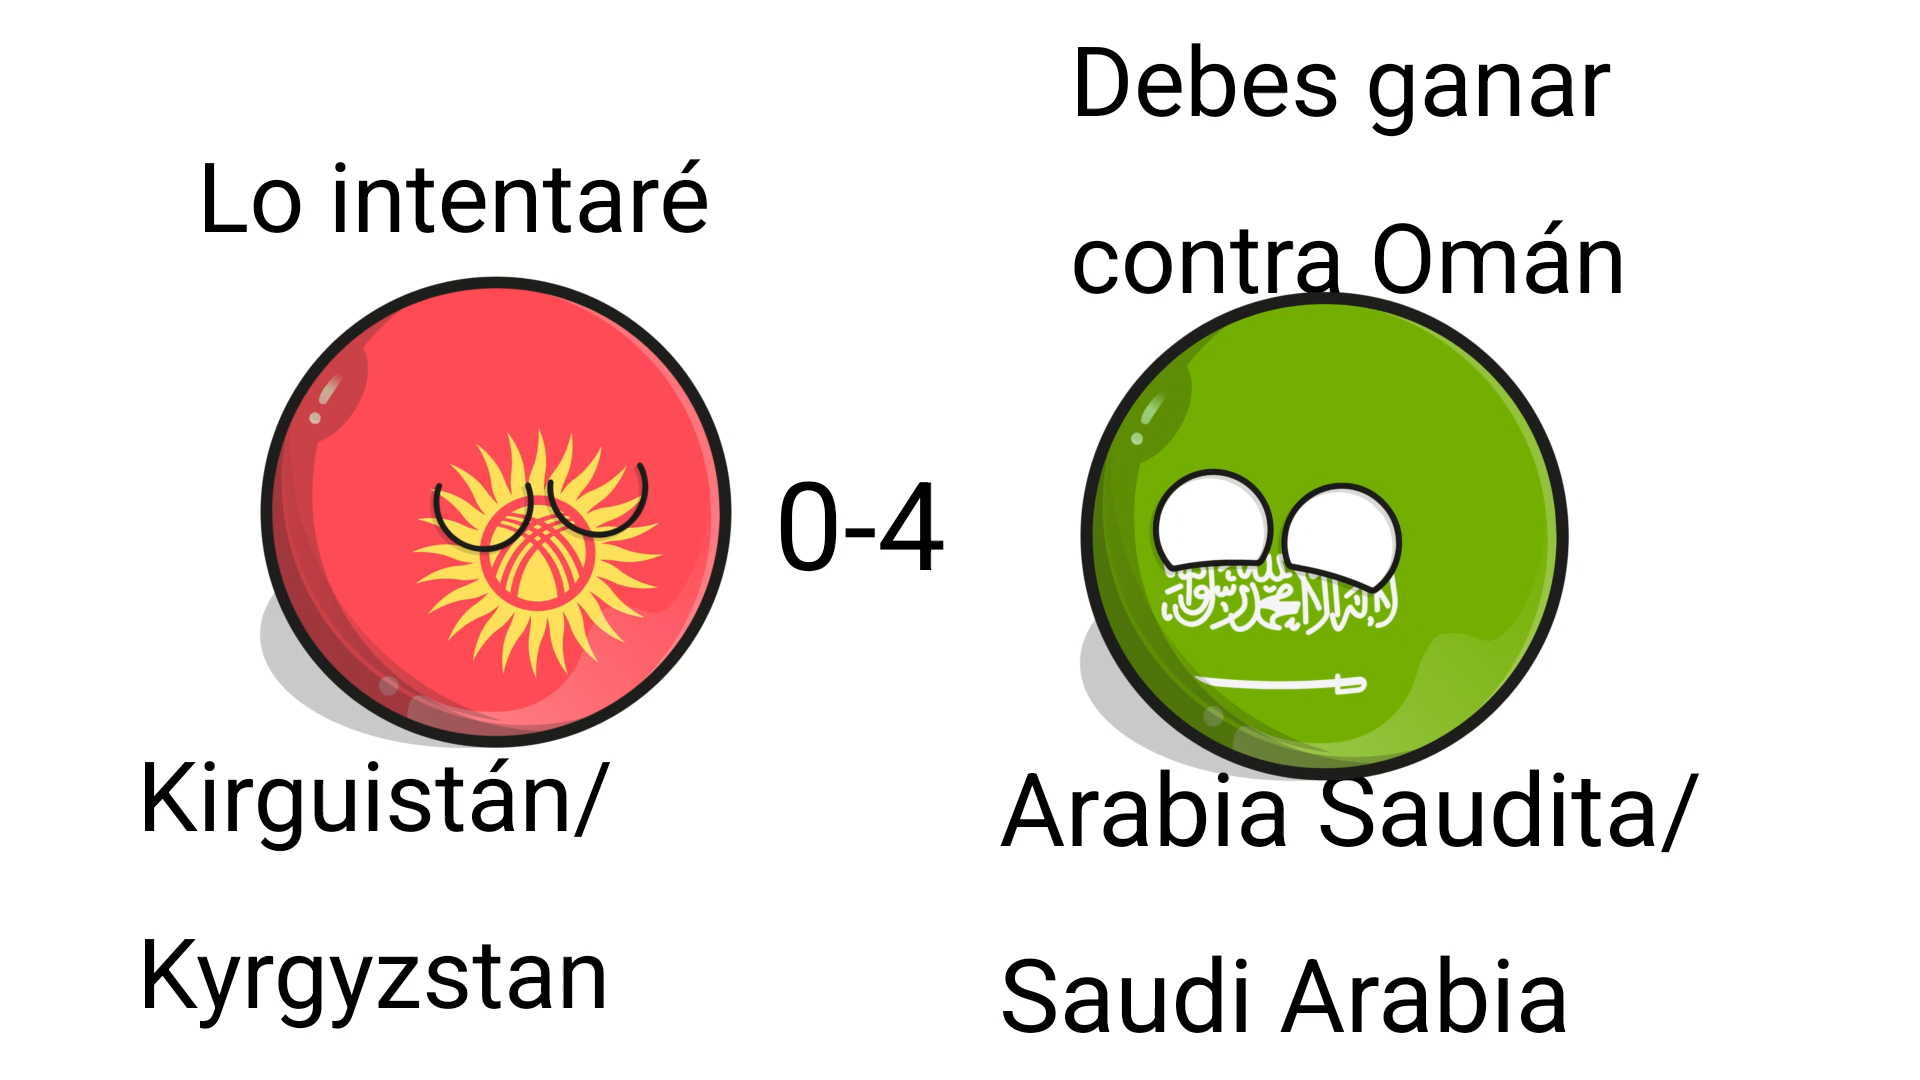 Debes ganar
contra Omán
Lo intentaré
0-4
Kirguistán/
Kyrgyzstan
Arabia Saudita/
Saudi Arabia